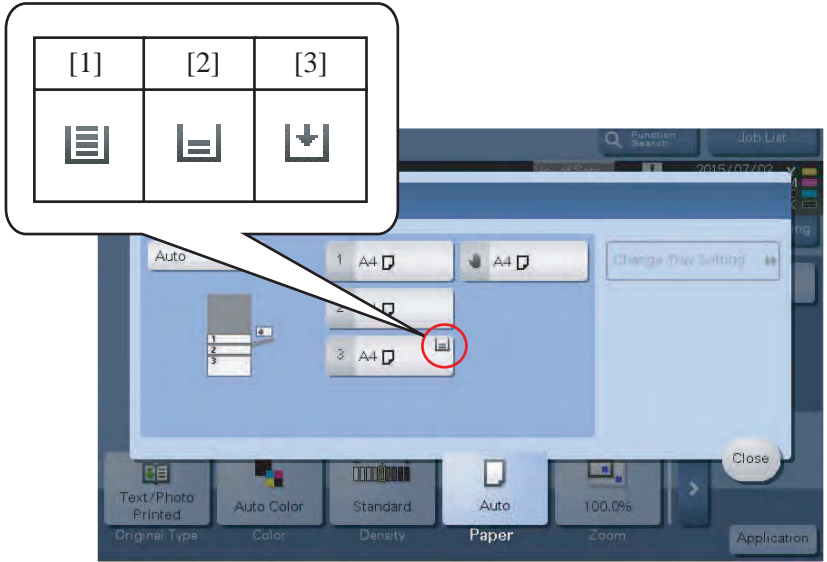 [1] [2] [3]
Function
Search
Job List
2015/07/02
Y
M
K
Auto
1 A4
A4
Change Tray Setting
2
3 A4
1
2
3
Close
Text/Photo
Printed
Auto Color
Standard
Auto
100.0%
Original Type
Color
Density
Paper
Zoom
Application